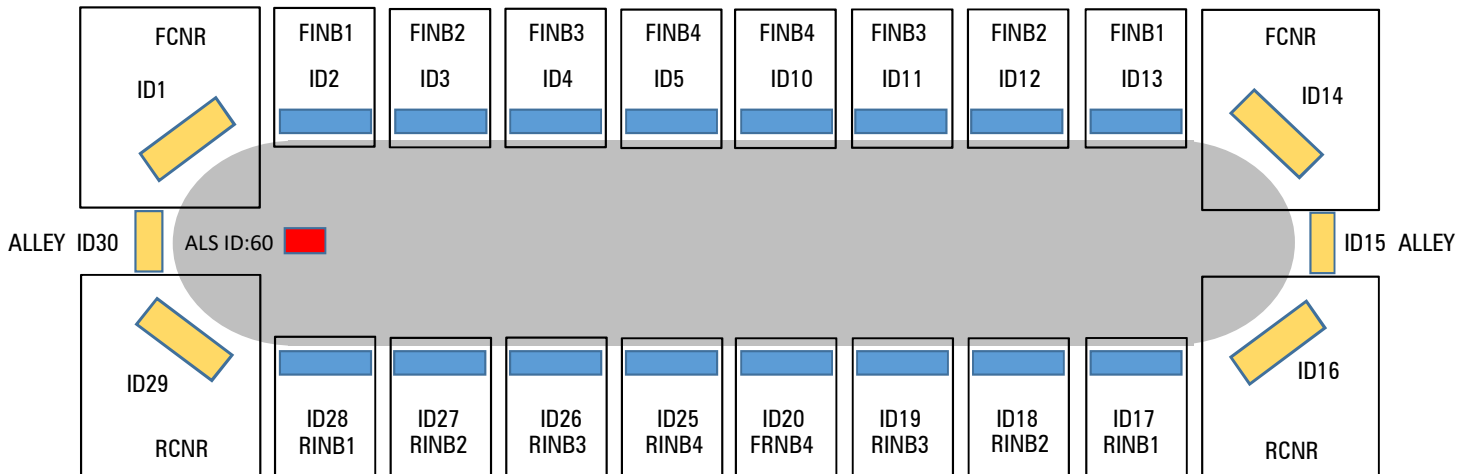 FCNR
FINB1
FINB2
FINB3
FINB4
FINB4
FINB3
FINB2
FINB1
FCNR
ID1
ID2
ID3
ID4
ID5
ID10
ID11
ID12
ID13
ID14
ALLEY ID30
ALS ID:60
ID15 ALLEY
ID29
ID28
ID27
ID26
ID25
ID20
ID19
ID18
ID17
ID16
RCNR
RINB1
RINB2
RINB3
RINB4
FRNB4
RINB3
RINB2
RINB1
RCNR